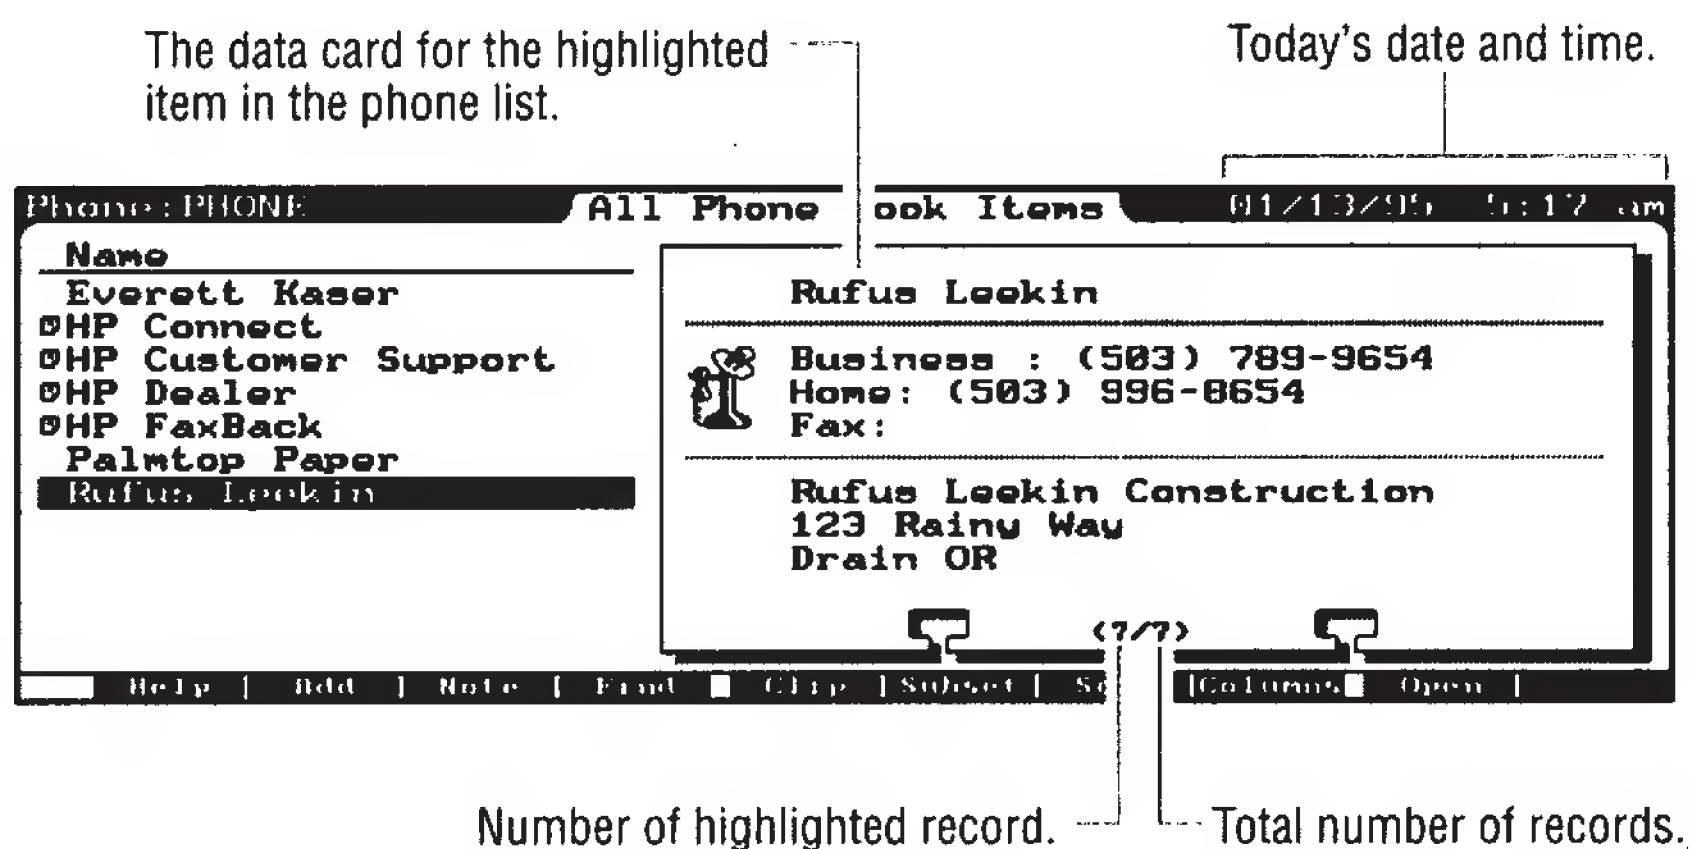 The data card for the highlighted
item in the phone list.
Today's date and time.
Phone:PHONE
All Phone ook Items
01/13/95 5:17 am
Name
Everett Kaser
HP Connect
HP Customer Support
HP Dealer
HP FaxBack
Palmtop Paper
Rufus Leekin
Rufus Leekin
Business : (503) 789-9654
Home: (503) 996-8654
Fax:
Rufus Leekin Construction
123 Rainy Way
Drain OR
(7/7)
Help | Add | Note | Find Clip | Subset | So |Columns Open |
Number of highlighted record.
Total number of records.